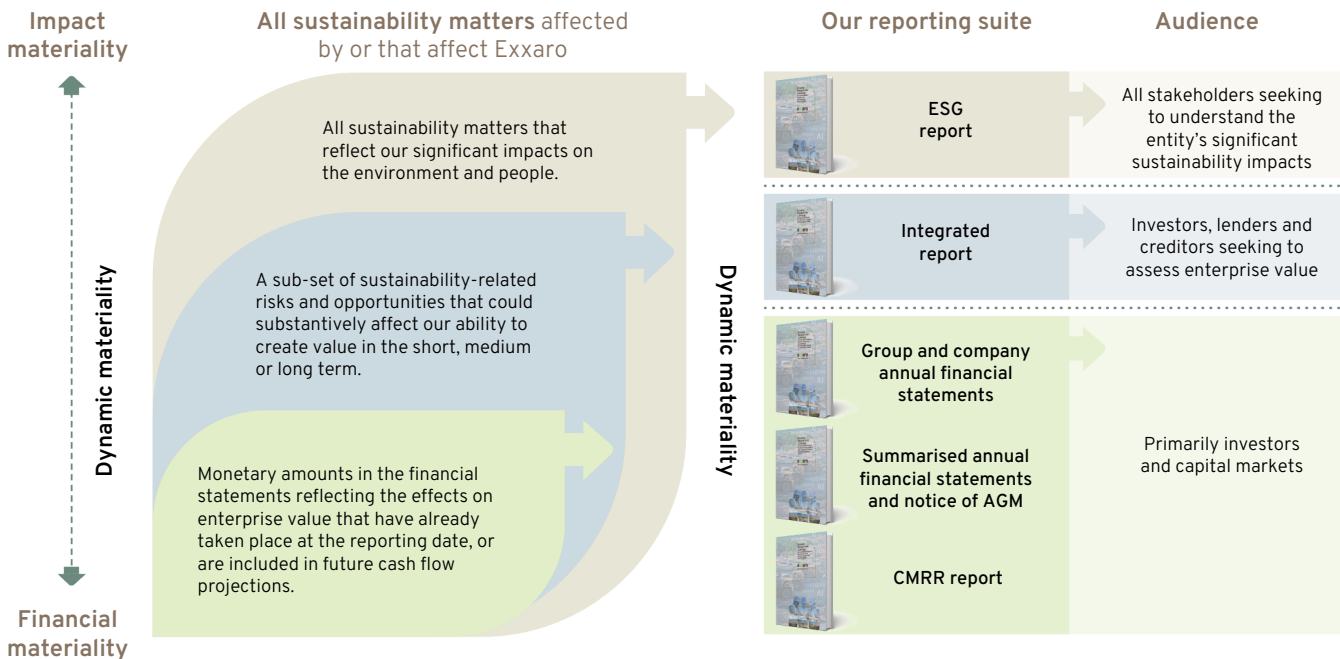 Impact
materiality
All sustainability matters affected
by or that affect Exxaro
Our reporting suite
Audience
Dynamic materiality
All sustainability matters that
reflect our significant impacts on
the environment and people.
A sub-set of sustainability-related
risks and opportunities that could
substantively affect our ability to
create value in the short, medium
or long term.
Monetary amounts in the financial
statements reflecting the effects on
enterprise value that have already
taken place at the reporting date, or
are included in future cash flow
projections.
Financial
materiality
Dynamic materiality
ESG
report
All stakeholders seeking
to understand the
entity’s significant
sustainability impacts
Integrated
report
Investors, lenders and
creditors seeking to
assess enterprise value
Group and company
annual financial
statements
Summarised annual
financial statements
and notice of AGM
CMRR report
Primarily investors
and capital markets